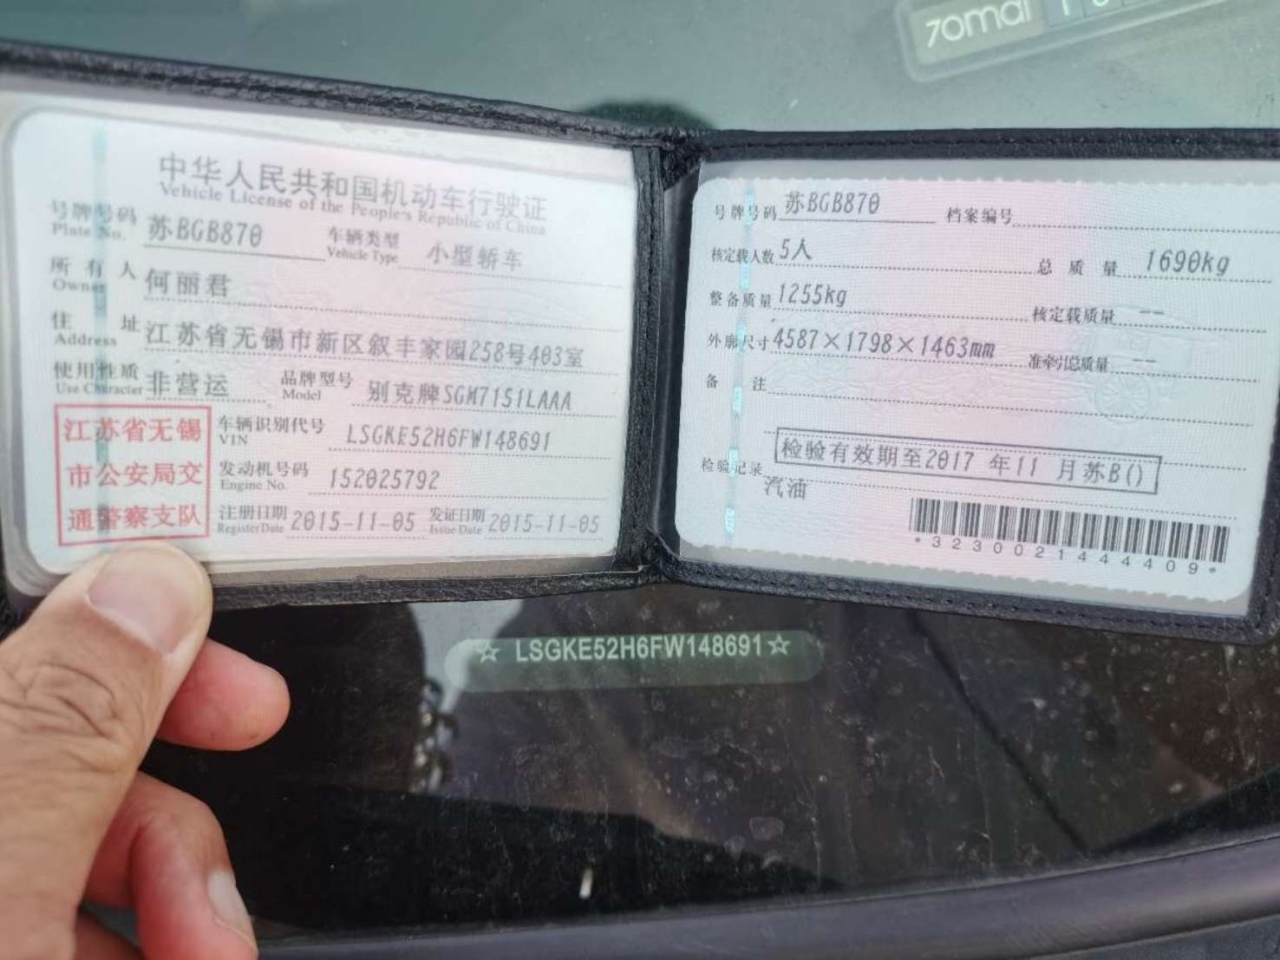 70mai
中华人民共和国机动车行驶证
Vehicle License of the People's Republic of China
号牌号码 苏BGB870 车辆类型 小型轿车
Plate No. Vehicle Type
所有人 何丽君
Owner
住址 江苏省无锡市新区叙丰家园258号403室
Address
使用性质 非营运 品牌型号 别克牌SGM7151LAAA
Use Character Model
江苏省无锡
市公安局交
通警察支队
车辆识别代号 LSGKE52H6FW148691
VIN
发动机号码 152025792
Engine No.
注册日期 2015-11-05 发证日期 2015-11-05
Register Date Issue Date
号牌号码 苏BGB870 档案编号
核定载人数 5人 总质量 1690kg
整备质量 1255kg 核定载质量 --
外廓尺寸 4587×1798×1463mm 准牵引总质量 --
备注
检验有效期至2017 年11 月苏B()
检验记录
汽油
*3230021444409*
☆ LSGKE52H6FW148691☆